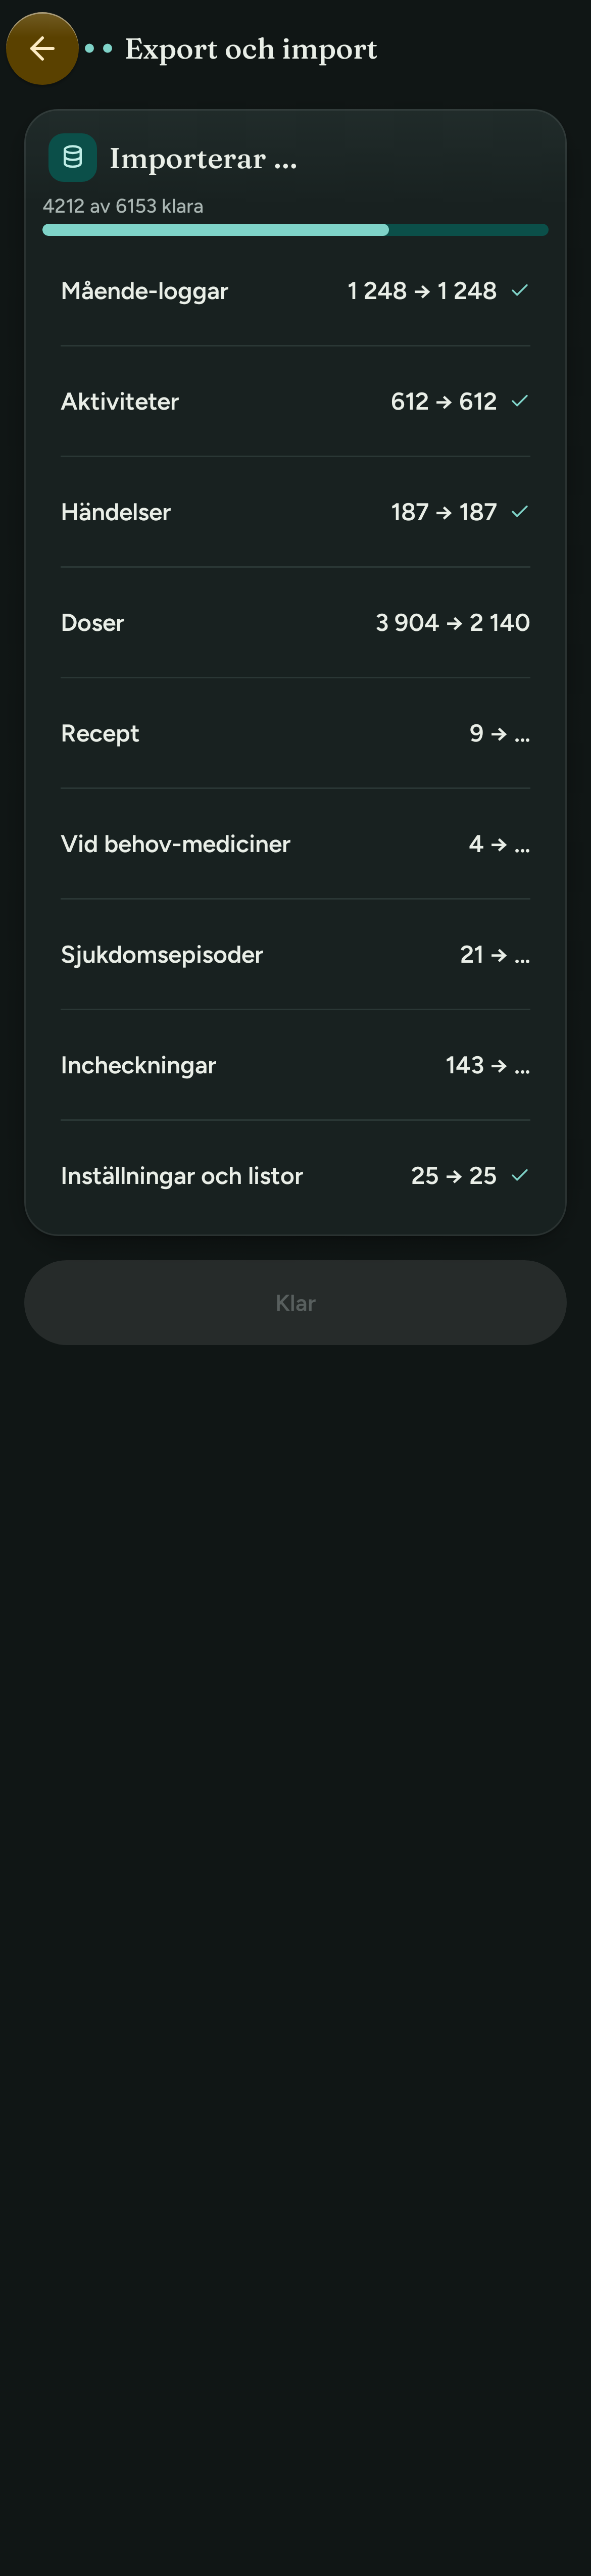 Export och import
Importerar ...
4212 av 6153 klara
Mående-loggar 1 248 → 1 248 ✓
Aktiviteter 612 → 612 ✓
Händelser 187 → 187 ✓
Doser 3 904 → 2 140
Recept 9 → ...
Vid behov-mediciner 4 → ...
Sjukdomsepisoder 21 → ...
Incheckningar 143 → ...
Inställningar och listor 25 → 25 ✓
Klar